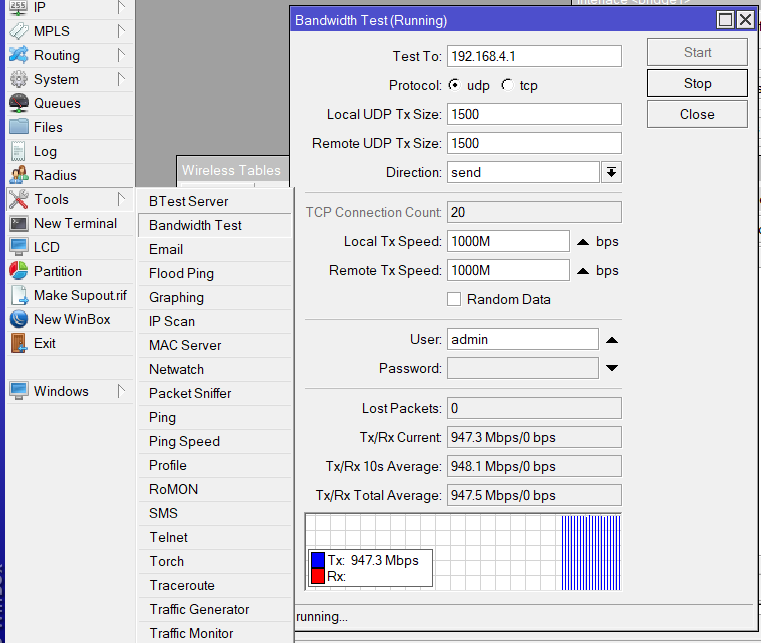 Interface <bridge1>
IP
MPLS
Routing
System
Queues
Files
Log
Radius
Tools
New Terminal
LCD
Partition
Make Supout.rif
New WinBox
Exit
Windows
Wireless Tables
BTest Server
Bandwidth Test
Email
Flood Ping
Graphing
IP Scan
MAC Server
Netwatch
Packet Sniffer
Ping
Ping Speed
Profile
RoMON
SMS
Telnet
Torch
Traceroute
Traffic Generator
Traffic Monitor
Bandwidth Test (Running)
Test To: 192.168.4.1
Protocol: udp tcp
Local UDP Tx Size: 1500
Remote UDP Tx Size: 1500
Direction: send
TCP Connection Count: 20
Local Tx Speed: 1000M bps
Remote Tx Speed: 1000M bps
Random Data
User: admin
Password:
Lost Packets: 0
Tx/Rx Current: 947.3 Mbps/0 bps
Tx/Rx 10s Average: 948.1 Mbps/0 bps
Tx/Rx Total Average: 947.5 Mbps/0 bps
Tx: 947.3 Mbps
Rx:
running...
Start
Stop
Close